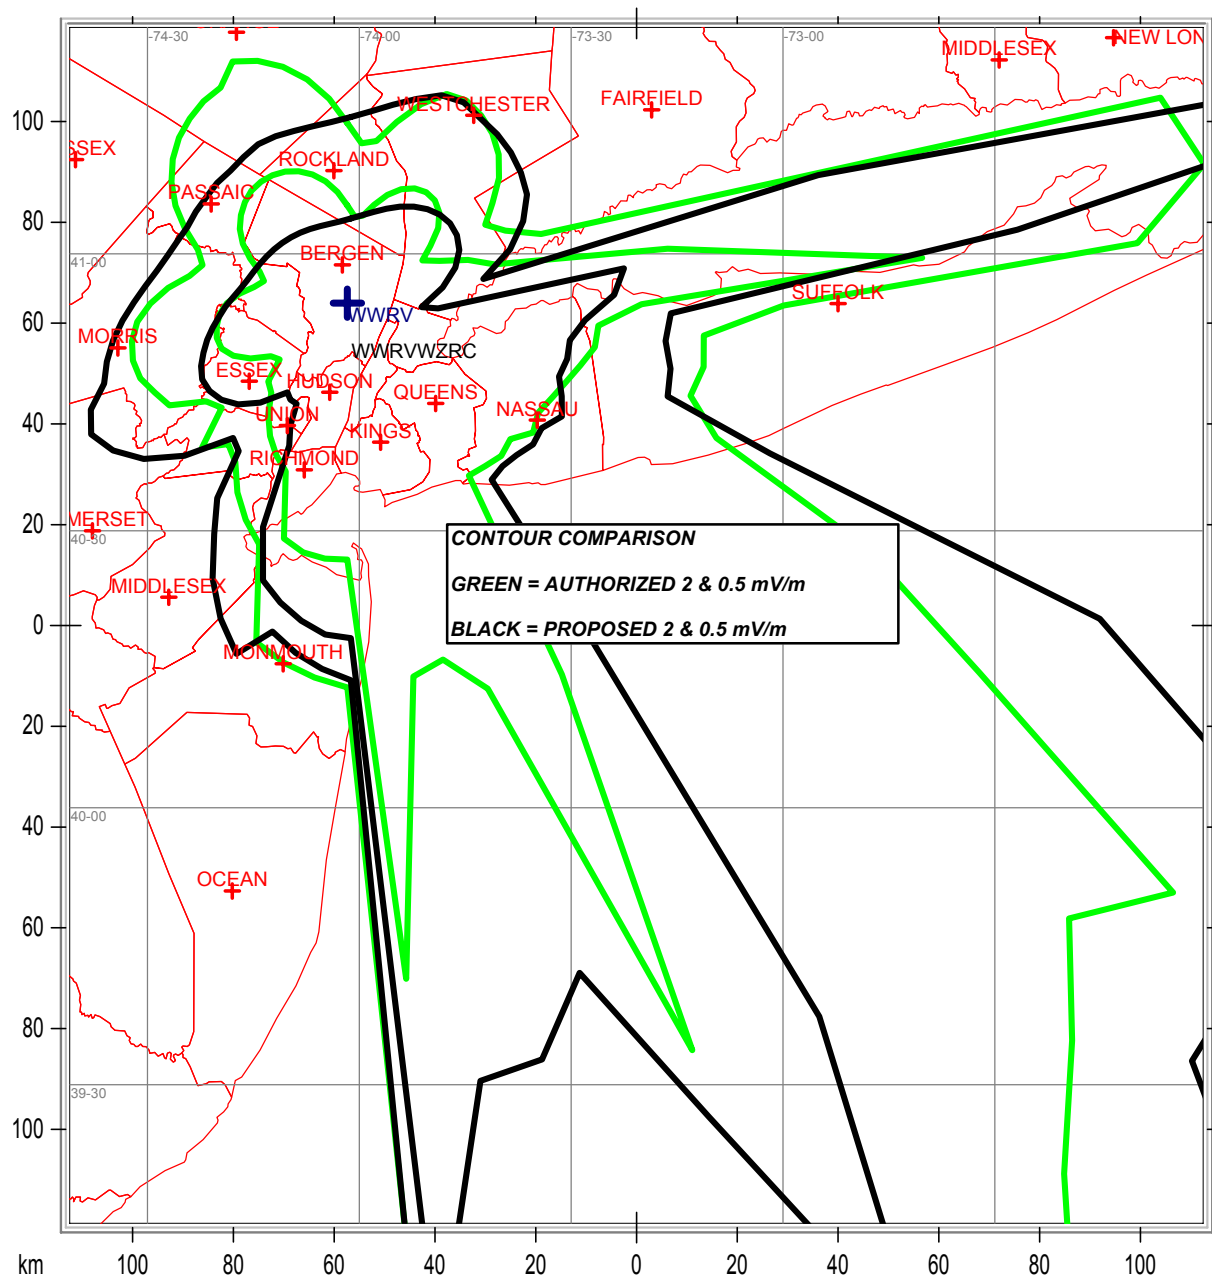 -74-30
-74-00
-73-30
-73-00
MIDDLESEX
NEW LON
WESTCHESTER
FAIRFIELD
100
SSEX
ROCKLAND
PASSAIC
80
BERGEN
41-00
SUFFOLK
WWRV
60
MORRIS
WWRVWZRC
ESSEX
HUDSON
QUEENS
NASSAU
UNION
40
KINGS
RICHMOND
MERSET
20
40-30
CONTOUR COMPARISON
GREEN = AUTHORIZED 2 & 0.5 mV/m
BLACK = PROPOSED 2 & 0.5 mV/m
MIDDLESEX
0
MONMOUTH
20
40-00
40
OCEAN
60
80
39-30
100
km
100
80
60
40
20
0
20
40
60
80
100